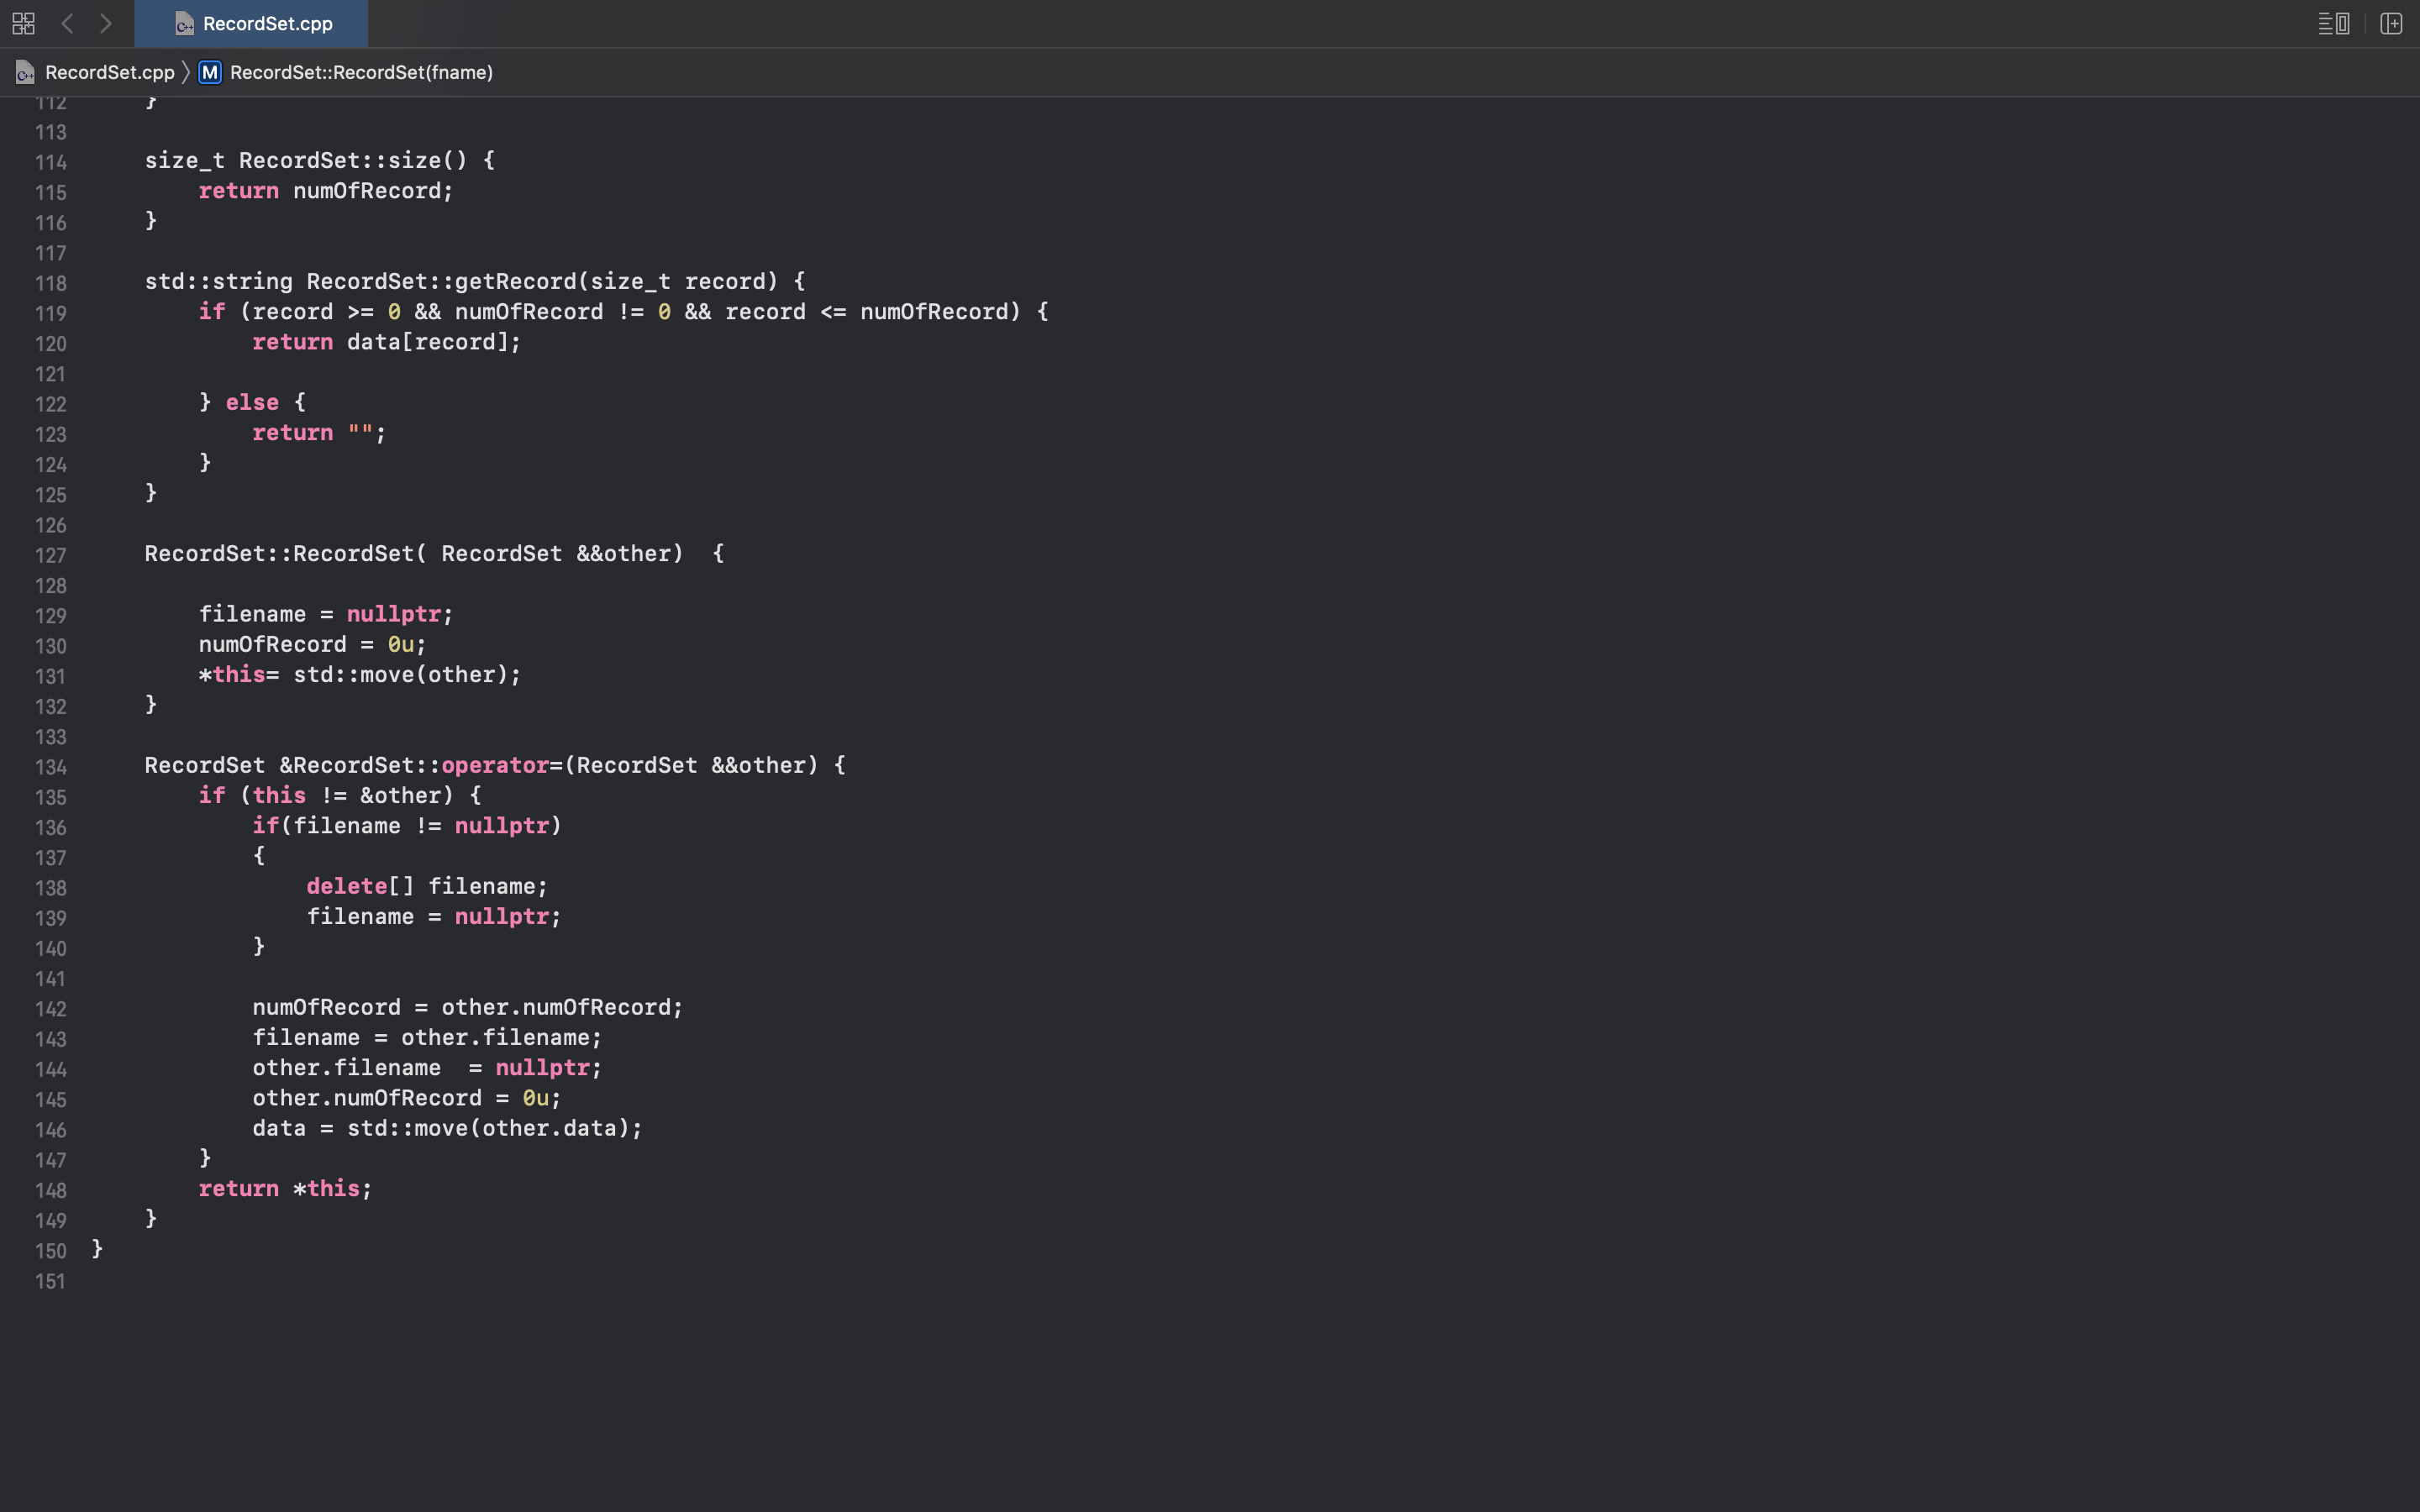 RecordSet.cpp
RecordSet.cpp 〉 M RecordSet::RecordSet(fname)
112 }
113
114 size_t RecordSet::size() {
115 return numOfRecord;
116 }
117
118 std::string RecordSet::getRecord(size_t record) {
119 if (record >= 0 && numOfRecord != 0 && record <= numOfRecord) {
120 return data[record];
121
122 } else {
123 return "";
124 }
125 }
126
127 RecordSet::RecordSet( RecordSet &&other)  {
128
129 filename = nullptr;
130 numOfRecord = 0u;
131 *this= std::move(other);
132 }
133
134 RecordSet &RecordSet::operator=(RecordSet &&other) {
135 if (this != &other) {
136 if(filename != nullptr)
137 {
138 delete[] filename;
139 filename = nullptr;
140 }
141
142 numOfRecord = other.numOfRecord;
143 filename = other.filename;
144 other.filename  = nullptr;
145 other.numOfRecord = 0u;
146 data = std::move(other.data);
147 }
148 return *this;
149 }
150 }
151